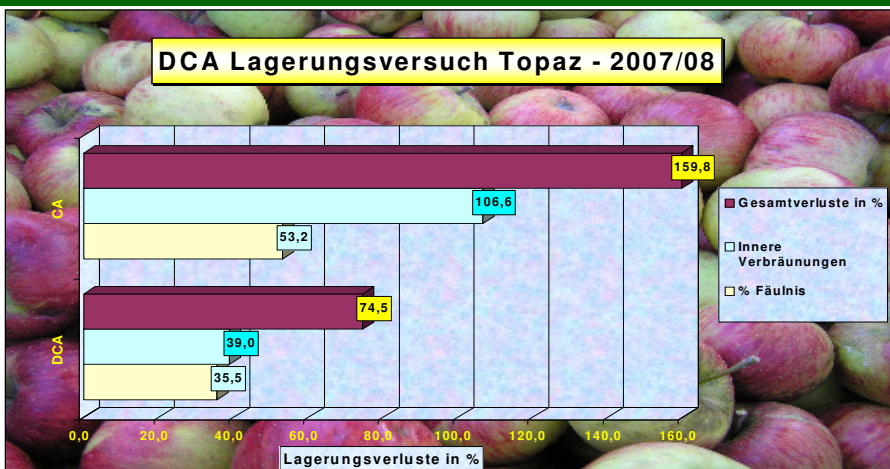 DCA Lagerungsversuch Topaz - 2007/08
CA
159,8
106,6
53,2
DCA
74,5
39,0
35,5
0,0 20,0 40,0 60,0 80,0 100,0 120,0 140,0 160,0
Lagerungsverluste in %
Gesamtverluste in %
Innere
Verbräunungen
% Fäulnis